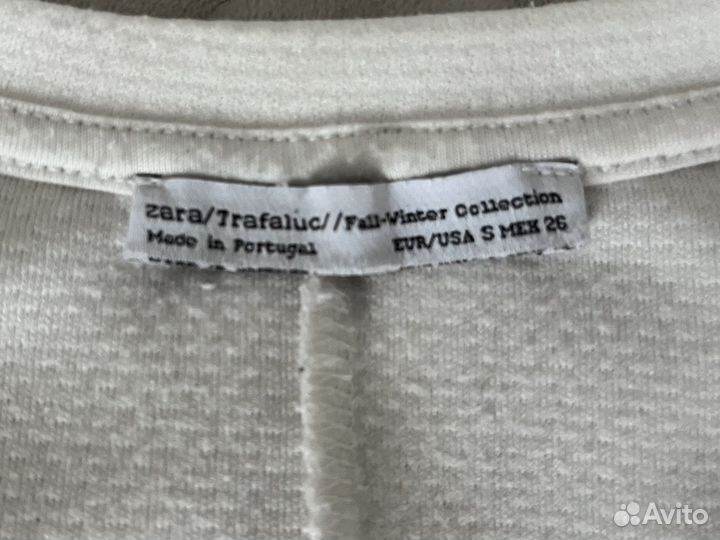 zara/Trafaluc//Fall-Winter Collection
Made in Portugal EUR/USA S MEX 26
Avito